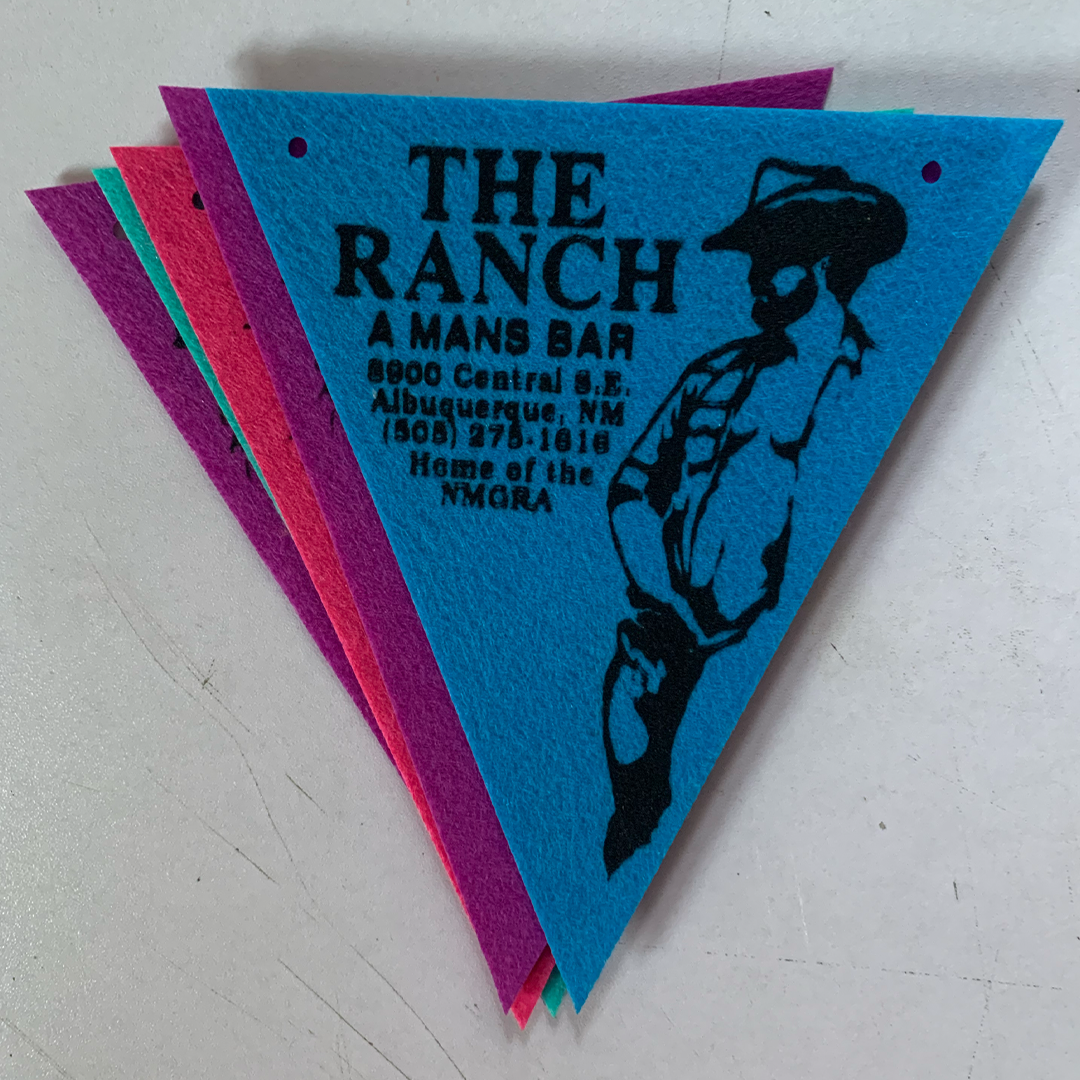 THE
RANCH
A MANS BAR
8900 Central S.E.
Albuquerque, NM
(505) 275-1616
Home of the
NMGRA